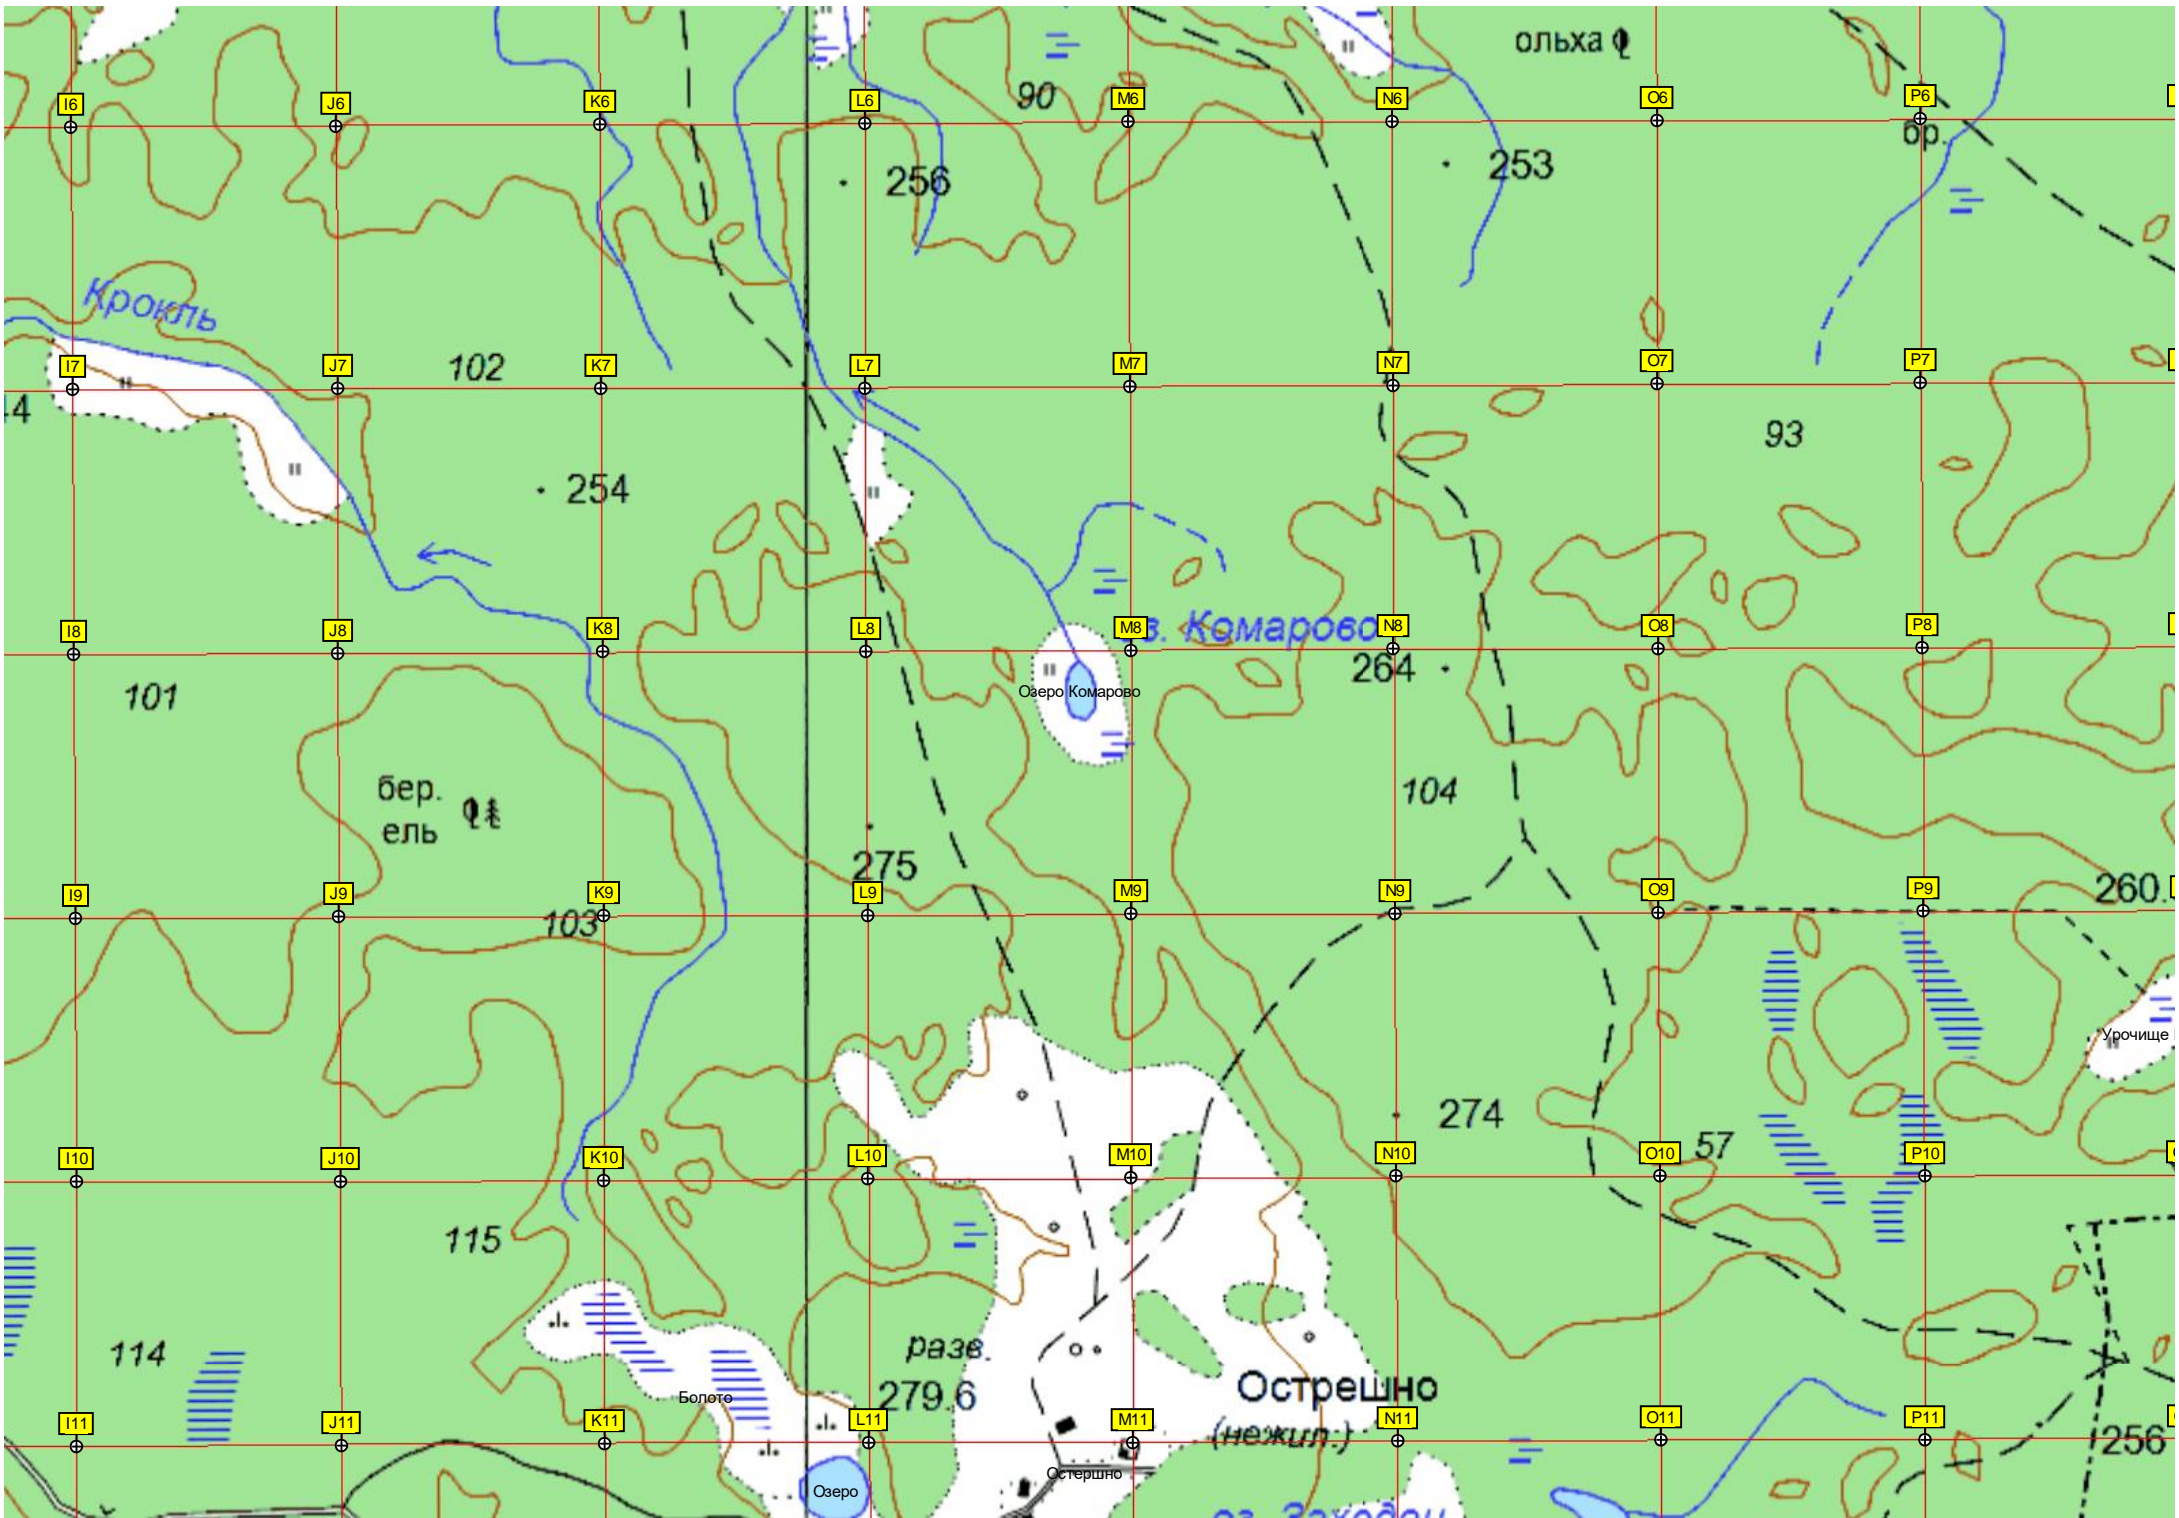 ольха
90
I6
J6
K6
L6
M6
N6
O6
P6
бр.
256
253
Крокль
I7
J7
102
K7
L7
M7
N7
O7
P7
93
254
I8
J8
K8
L8
M8
з. Комарово
N8
O8
P8
264
101
Озеро Комарово
бер.
ель
104
275
260.
I9
J9
K9
L9
M9
N9
O9
P9
103
Урочище
274
57
I10
J10
K10
L10
M10
N10
O10
P10
115
114
разв.
279.6
Острешно
(нежил.)
Болото
I11
J11
K11
L11
M11
N11
O11
P11
256
Остершно
Озеро